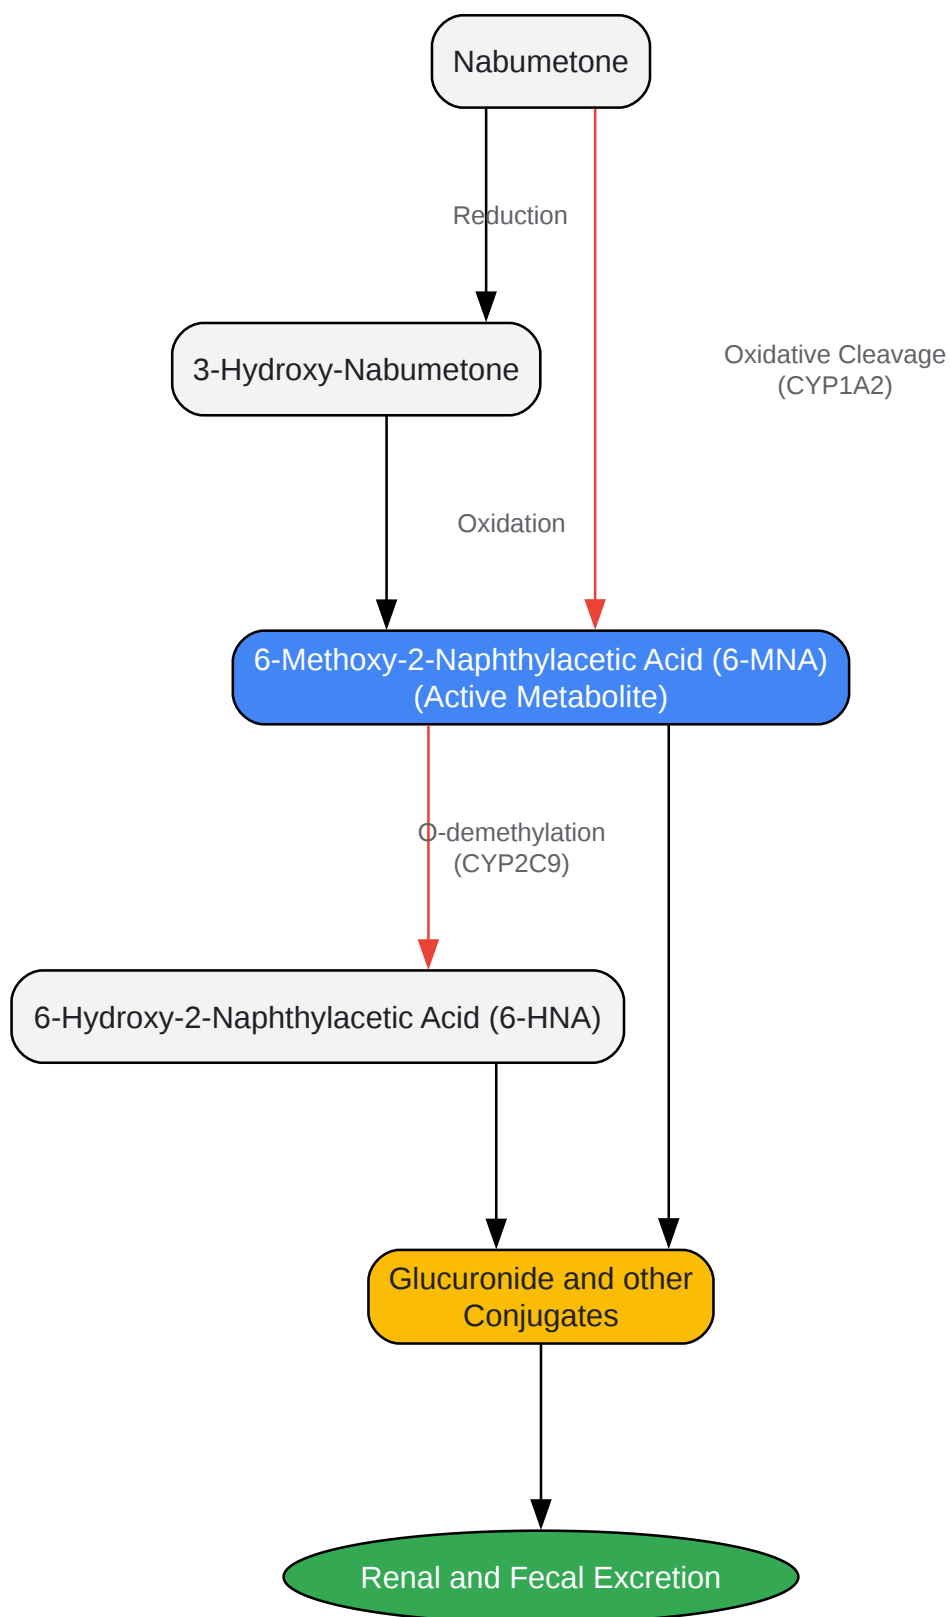 Nabumetone
Reduction
Oxidative Cleavage
(CYP1A2)
3-Hydroxy-Nabumetone
Oxidation
6-Methoxy-2-Naphthylacetic Acid (6-MNA)
(Active Metabolite)
O-demethylation
(CYP2C9)
6-Hydroxy-2-Naphthylacetic Acid (6-HNA)
Glucuronide and other
Conjugates
Renal and Fecal Excretion